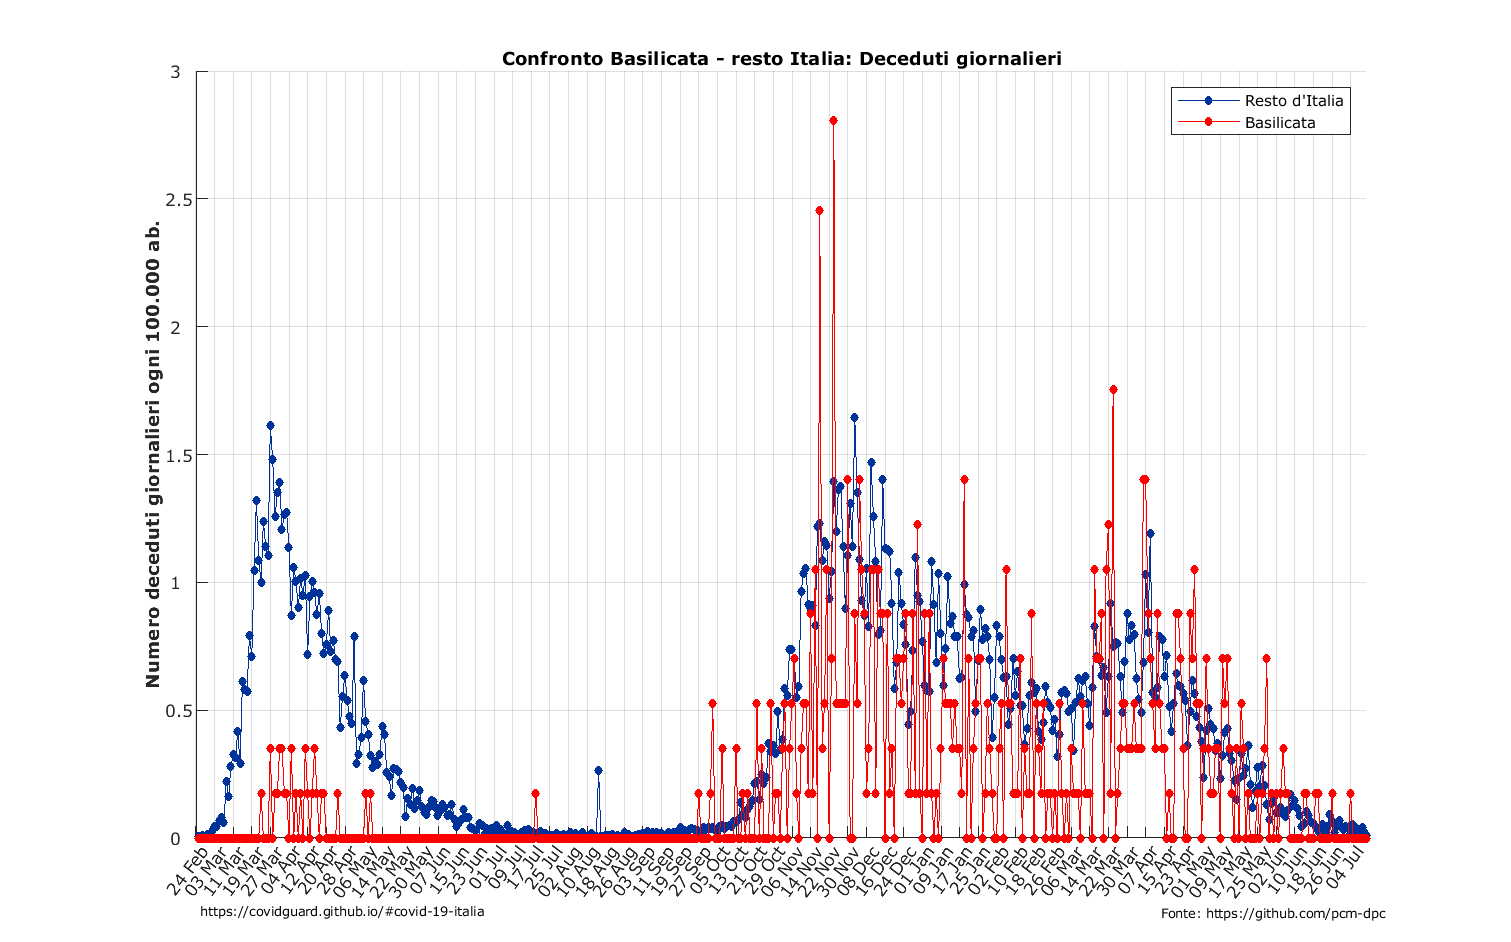 Confronto Basilicata - resto Italia: Deceduti giornalieri
Resto d'Italia
Basilicata
Numero deceduti giornalieri ogni 100.000 ab.
3
2.5
2
1.5
1
0.5
0
24 Feb
03 Mar
11 Mar
19 Mar
27 Mar
04 Apr
12 Apr
20 Apr
28 Apr
06 May
14 May
22 May
30 May
07 Jun
15 Jun
23 Jun
01 Jul
09 Jul
17 Jul
25 Jul
02 Aug
10 Aug
18 Aug
26 Aug
03 Sep
11 Sep
19 Sep
27 Sep
05 Oct
13 Oct
21 Oct
29 Oct
06 Nov
14 Nov
22 Nov
30 Nov
08 Dec
16 Dec
24 Dec
01 Jan
09 Jan
17 Jan
25 Jan
02 Feb
10 Feb
18 Feb
26 Feb
06 Mar
14 Mar
22 Mar
30 Mar
07 Apr
15 Apr
23 Apr
01 May
09 May
17 May
25 May
02 Jun
10 Jun
18 Jun
26 Jun
04 Jul
https://covidguard.github.io/#covid-19-italia
Fonte: https://github.com/pcm-dpc